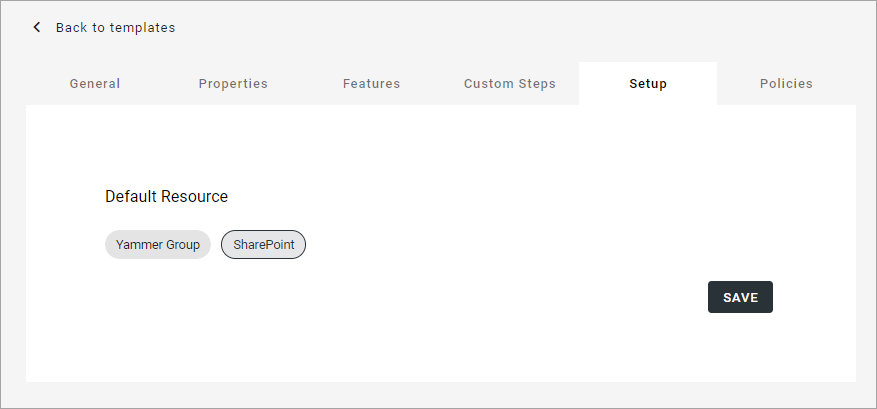 Back to templates
General Properties Features Custom Steps Setup Policies
Default Resource
Yammer Group SharePoint
SAVE